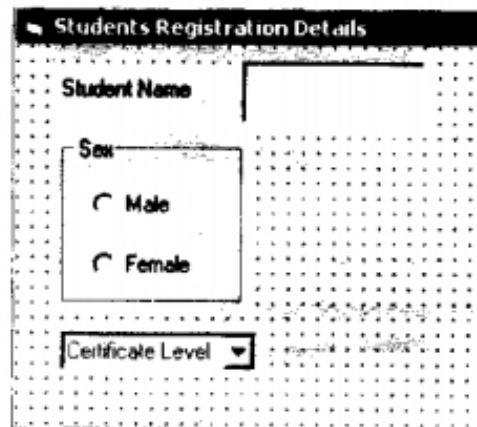 Students Registration Details
Student Name
Sex
Male
Female
Certificate Level